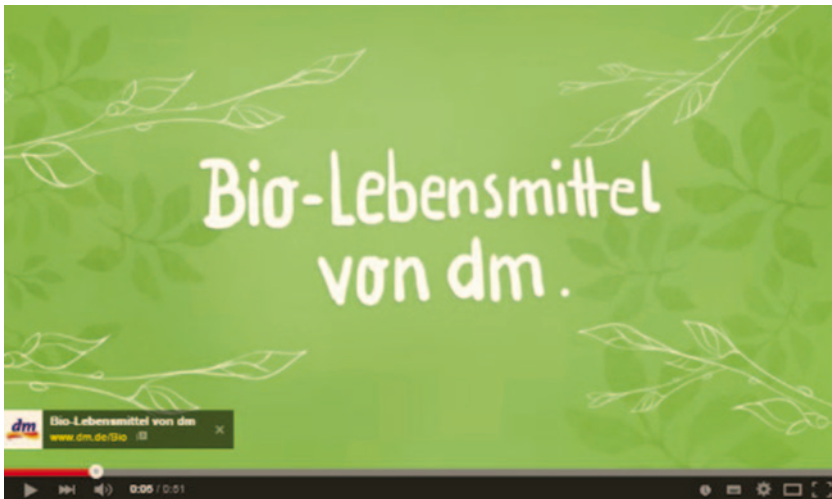 Bio-Lebensmittel
von dm.
dm
Bio-Lebensmittel von dm
www.dm.de/Bio
0:05 / 0:51